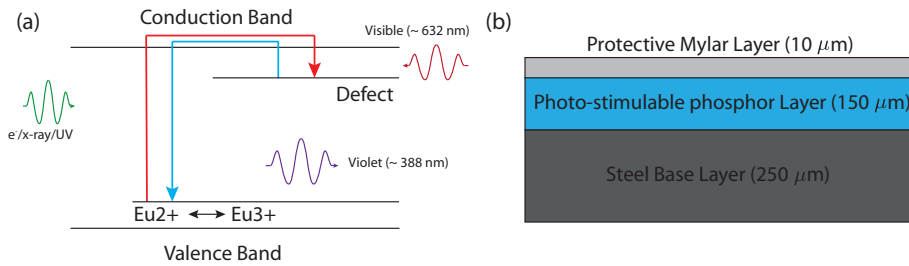 (a)
Conduction Band
Visible (~ 632 nm)
Defect
e⁻/x-ray/UV
Violet (~ 388 nm)
Eu2+ ↔ Eu3+
Valence Band
(b)
Protective Mylar Layer (10 μm)
Photo-stimulable phosphor Layer (150 μm)
Steel Base Layer (250 μm)